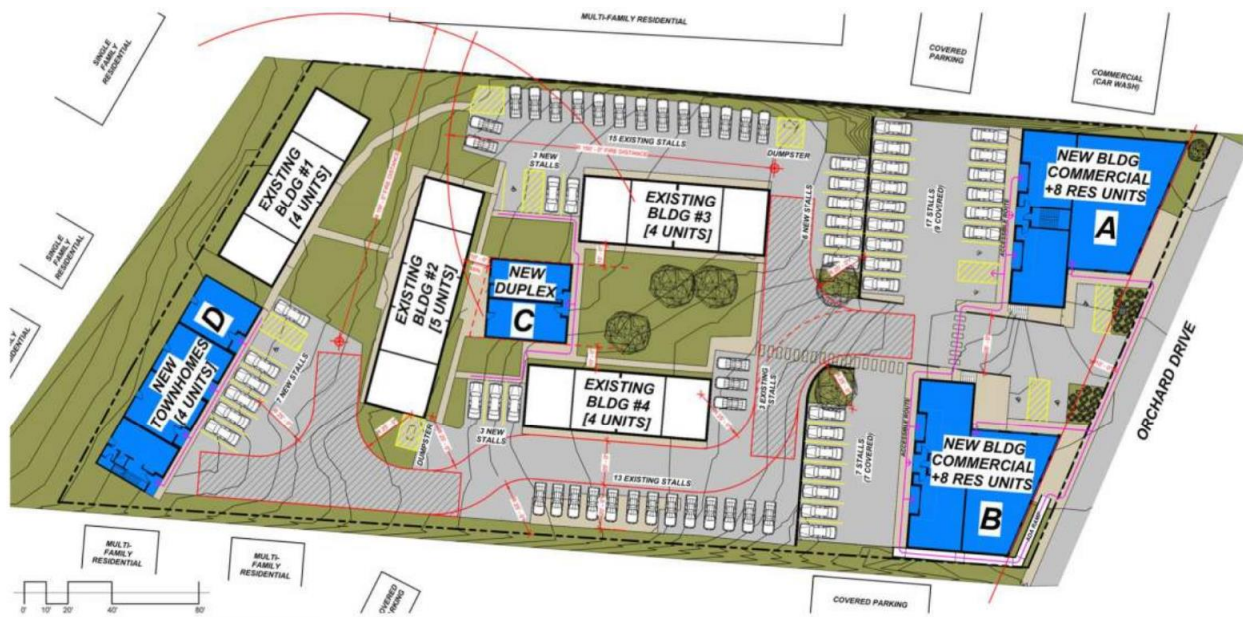 MULTI-FAMILY RESIDENTIAL
SINGLE
FAMILY
RESIDENTIAL
COVERED
PARKING
COMMERCIAL
(CAR WASH)
15 EXISTING STALLS
DUMPSTER
3 NEW
STALLS
EXISTING
BLDG #1
[4 UNITS]
EXISTING
BLDG #2
[5 UNITS]
EXISTING
BLDG #3
[4 UNITS]
6 NEW STALLS
17 STALLS
(9 COVERED)
ACCESSIBLE ROUTE
NEW BLDG
COMMERCIAL
+8 RES UNITS
A
SINGLE
FAMILY
RESIDENTIAL
NEW
DUPLEX
C
D
NEW
TOWNHOMES
[4 UNITS]
7 NEW STALLS
DUMPSTER
3 NEW
STALLS
EXISTING
BLDG #4
[4 UNITS]
3 EXISTING
STALLS
13 EXISTING STALLS
7 STALLS
(7 COVERED)
ACCESSIBLE ROUTE
NEW BLDG
COMMERCIAL
+8 RES UNITS
B
ADA RAMP
ORCHARD DRIVE
MULTI-
FAMILY
RESIDENTIAL
MULTI-
FAMILY
RESIDENTIAL
COVERED PARKING
0' 10' 20' 40' 80'